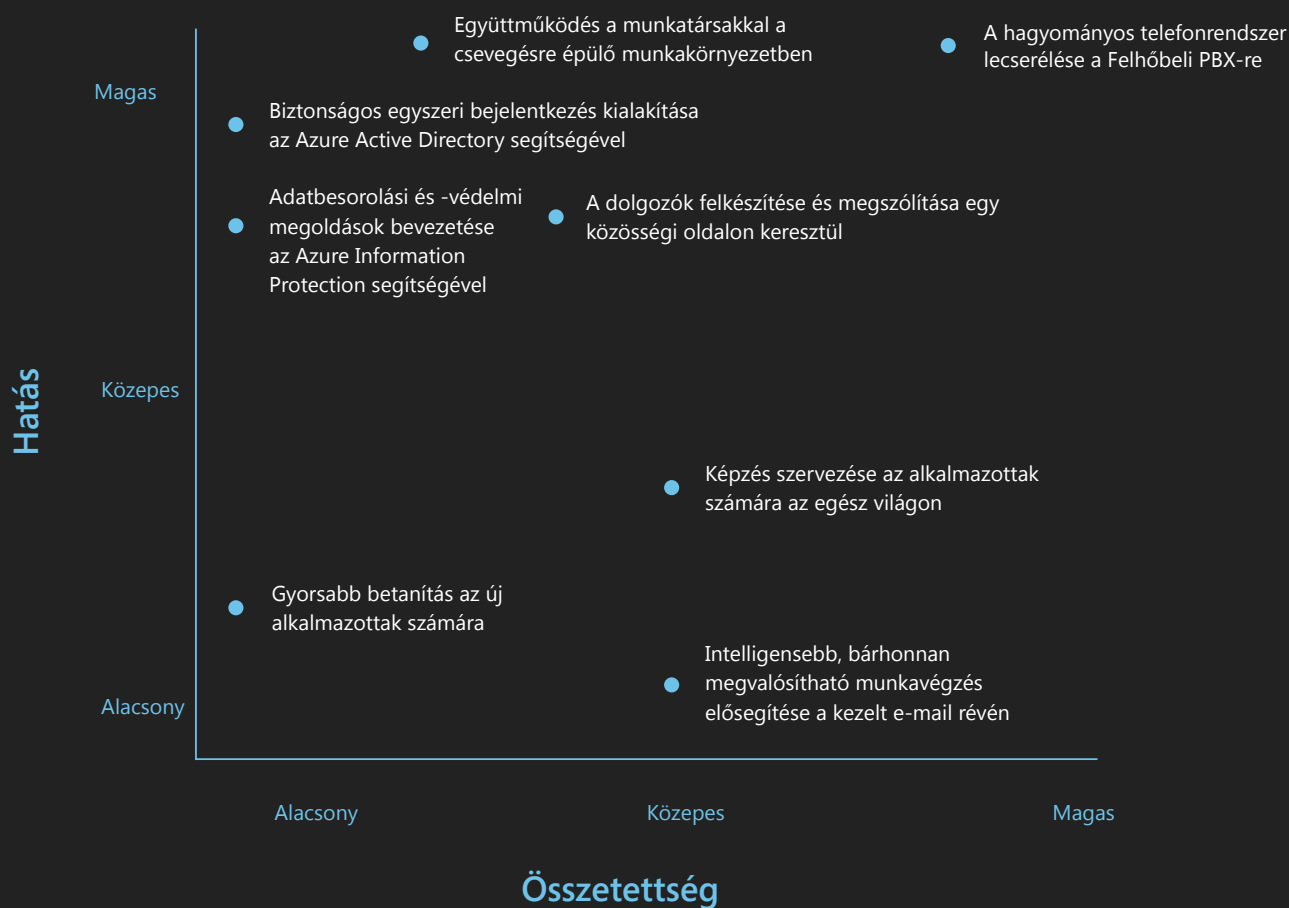 Együttműködés a munkatársakkal a
csevegésre épülő munkakörnyezetben
A hagyományos telefonrendszer
lecserélése a Felhőbeli PBX-re
Magas
Biztonságos egyszeri bejelentkezés kialakítása
az Azure Active Directory segítségével
Adatbesorolási és -védelmi
megoldások bevezetése
az Azure Information
Protection segítségével
A dolgozók felkészítése és megszólítása egy
közösségi oldalon keresztül
Hatás
Közepes
Képzés szervezése az alkalmazottak
számára az egész világon
Gyorsabb betanítás az új
alkalmazottak számára
Intelligensebb, bárhonnan
megvalósítható munkavégzés
elősegítése a kezelt e-mail révén
Alacsony
Alacsony
Közepes
Magas
Összetettség